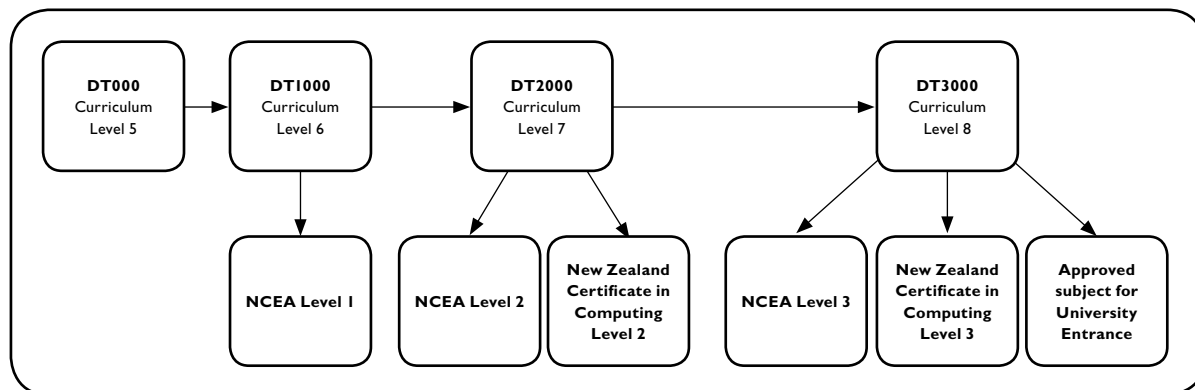 DT000
Curriculum
Level 5
DT1000
Curriculum
Level 6
DT2000
Curriculum
Level 7
DT3000
Curriculum
Level 8
NCEA Level 1
NCEA Level 2
New Zealand
Certificate in
Computing
Level 2
NCEA Level 3
New Zealand
Certificate in
Computing
Level 3
Approved
subject for
University
Entrance